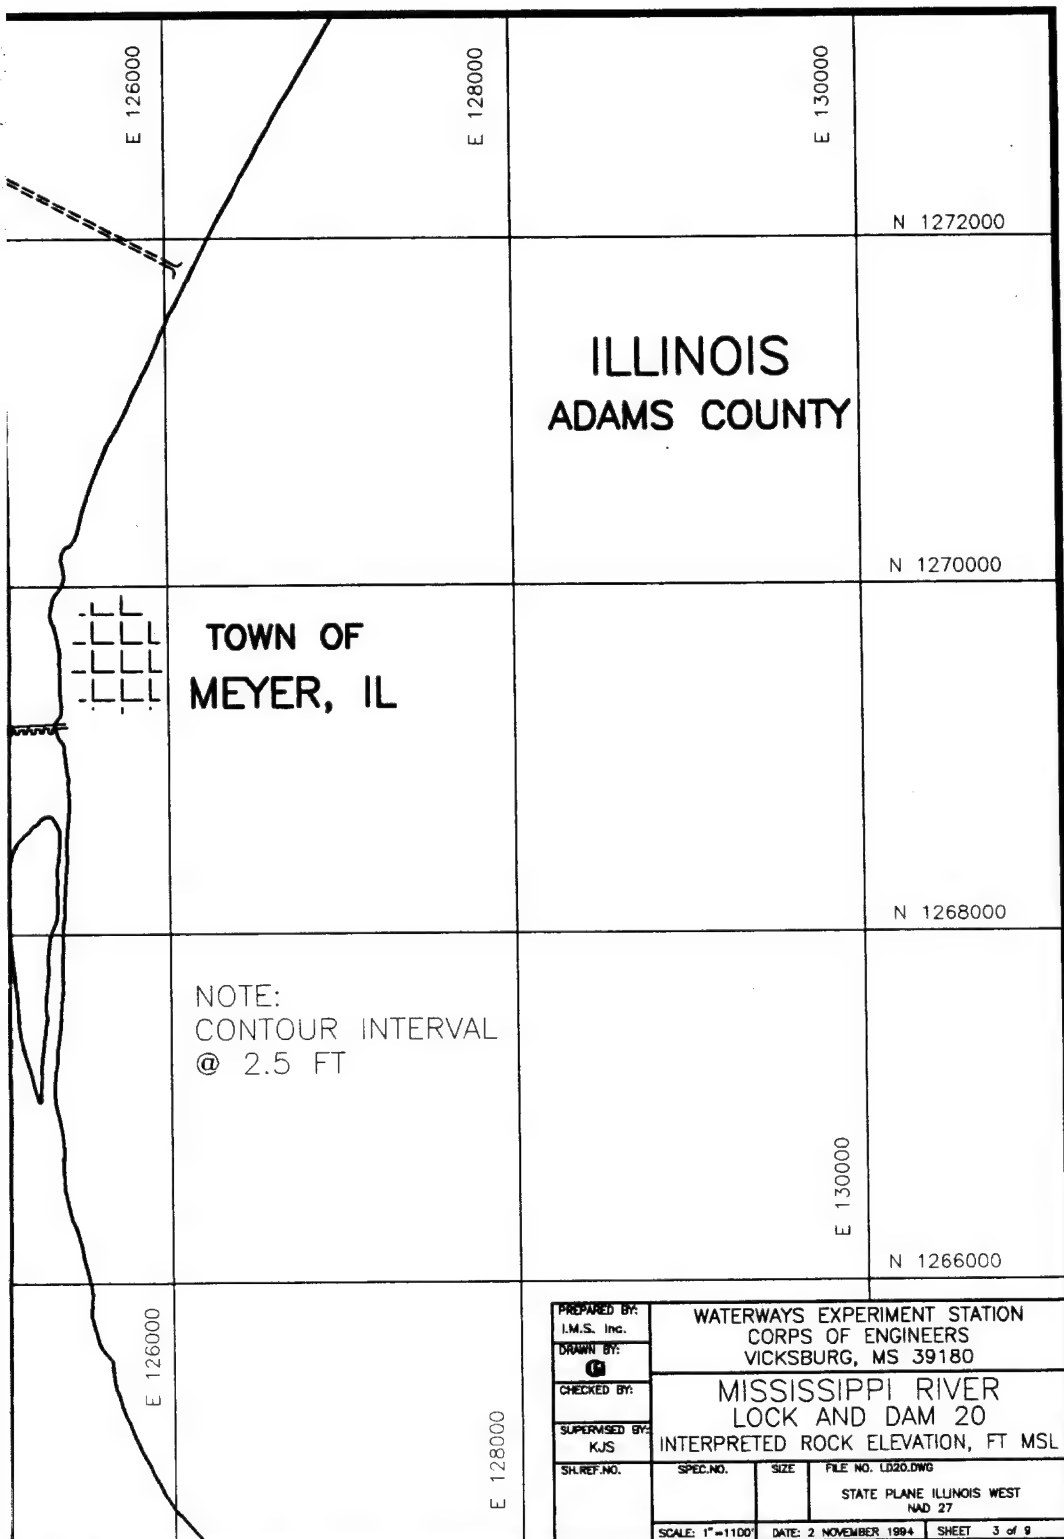 E 126000
E 128000
E 130000
N 1272000
ILLINOIS
ADAMS COUNTY
N 1270000
TOWN OF
MEYER, IL
N 1268000
NOTE:
CONTOUR INTERVAL
@ 2.5 FT
E 130000
N 1266000
E 126000
E 128000
PREPARED BY:
I.M.S. Inc.
DRAWN BY:
CHECKED BY:
SUPERVISED BY:
KJS
WATERWAYS EXPERIMENT STATION
CORPS OF ENGINEERS
VICKSBURG, MS 39180
MISSISSIPPI RIVER
LOCK AND DAM 20
INTERPRETED ROCK ELEVATION, FT MSL
SH.REF.NO.
SPEC.NO.
SIZE
FILE NO. LD20.DWG
STATE PLANE ILLINOIS WEST
NAD 27
SCALE: 1"=1100'
DATE: 2 NOVEMBER 1994
SHEET 3 of 9